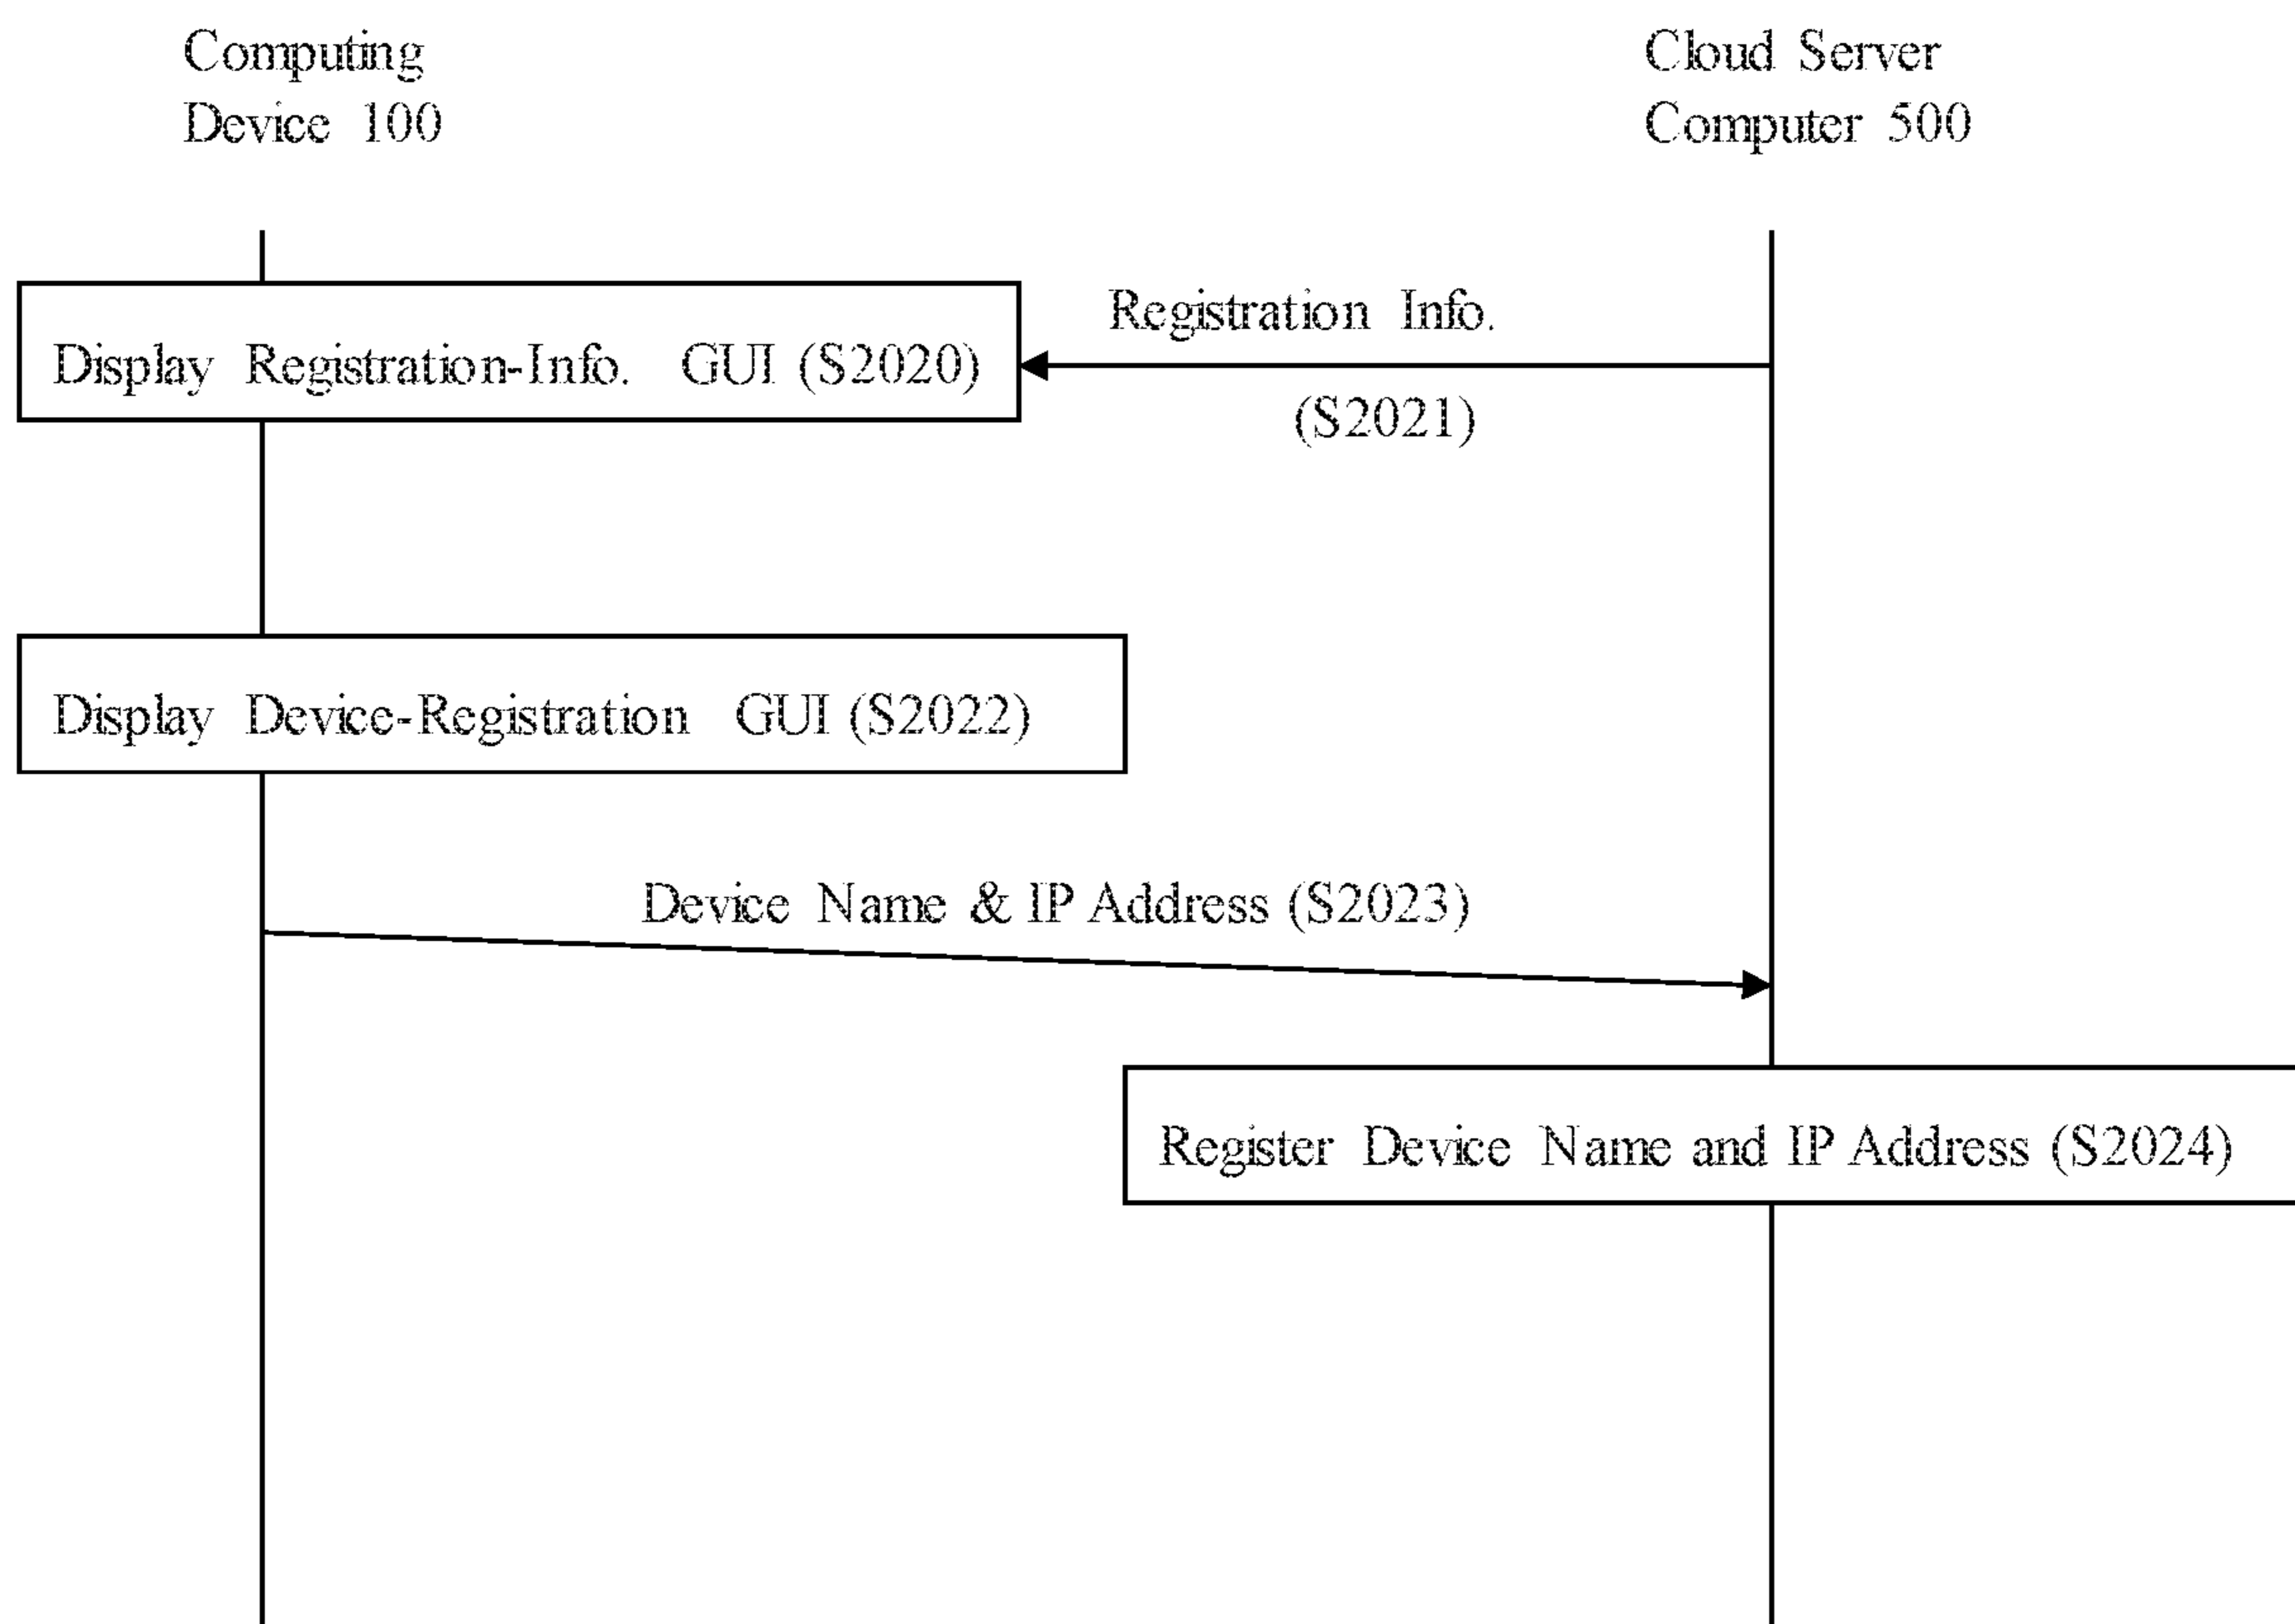 Computing
Device 100
Cloud Server
Computer 500
Registration Info.
Display Registration-Info. GUI (S2020)
(S2021)
Display Device-Registration GUI (S2022)
Device Name & IP Address (S2023)
Register Device Name and IP Address (S2024)